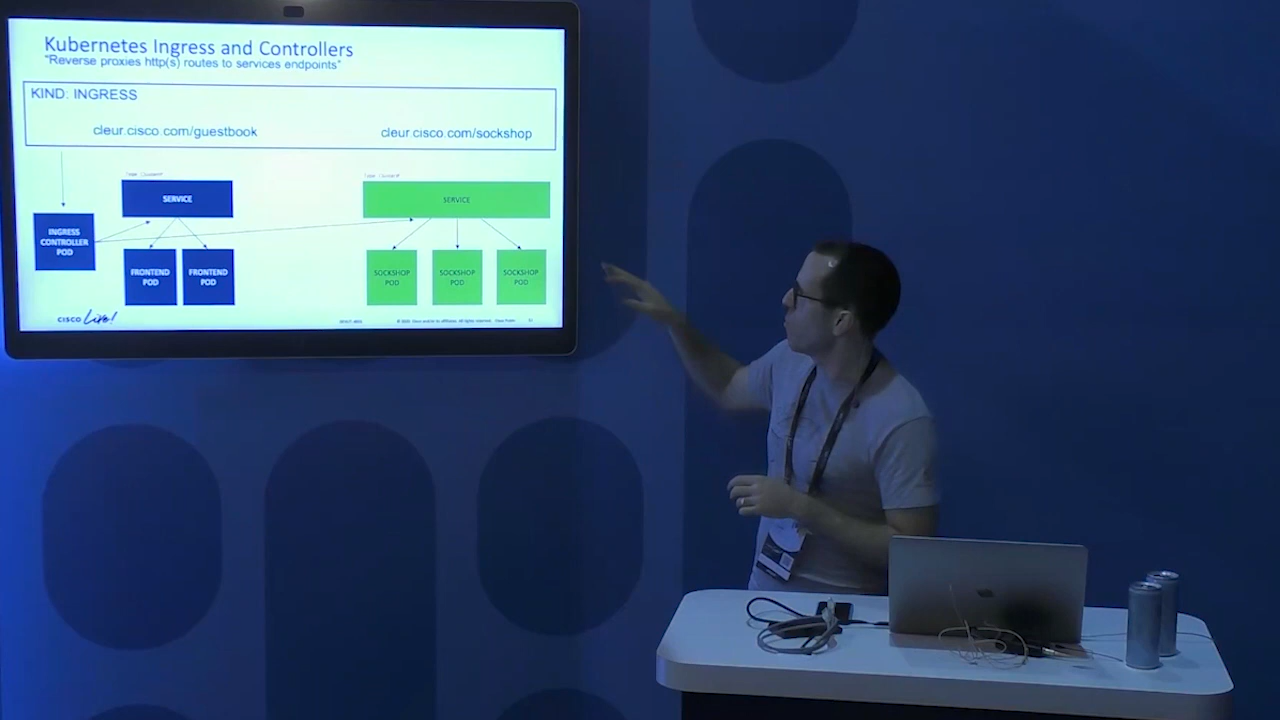 Kubernetes Ingress and Controllers
"Reverse proxies http(s) routes to services endpoints"
KIND: INGRESS
cleur.cisco.com/guestbook
cleur.cisco.com/sockshop
SERVICE
SERVICE
INGRESS
CONTROLLER
POD
FRONTEND
POD
FRONTEND
POD
SOCKSHOP
POD
SOCKSHOP
POD
SOCKSHOP
POD
CISCO Live!